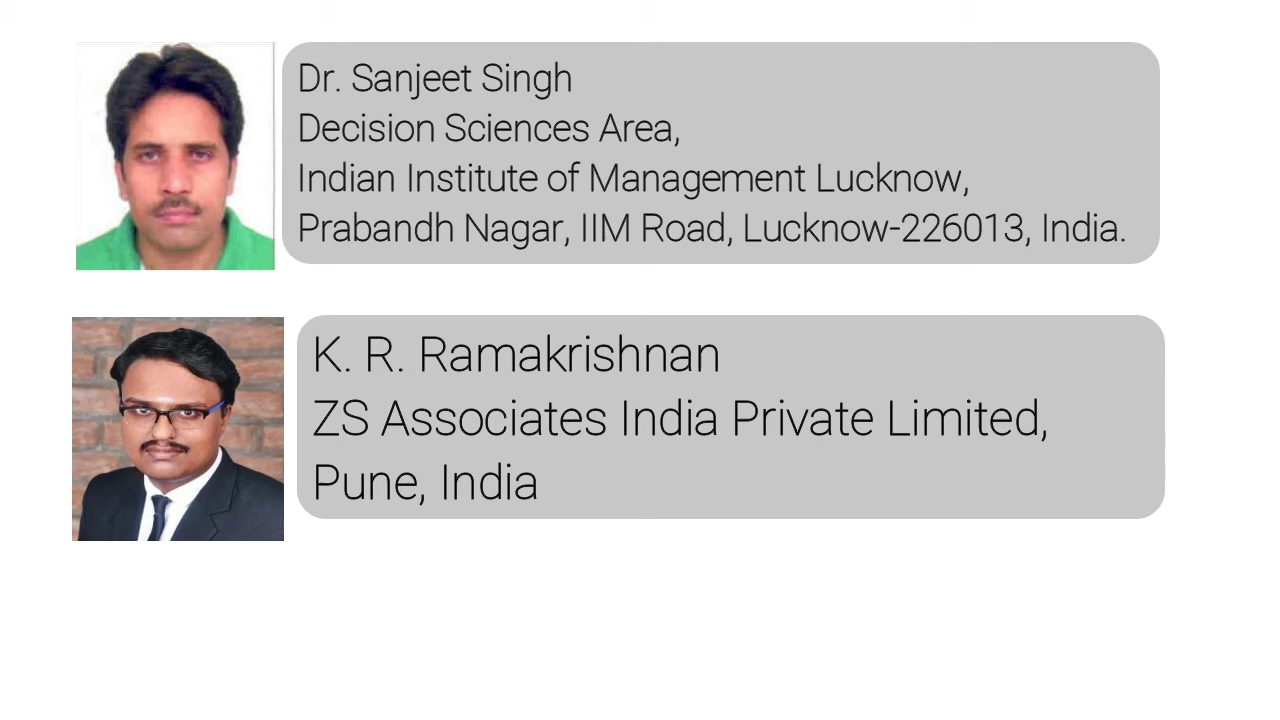 Dr. Sanjeet Singh
Decision Sciences Area,
Indian Institute of Management Lucknow,
Prabandh Nagar, IIM Road, Lucknow-226013, India.
K. R. Ramakrishnan
ZS Associates India Private Limited,
Pune, India